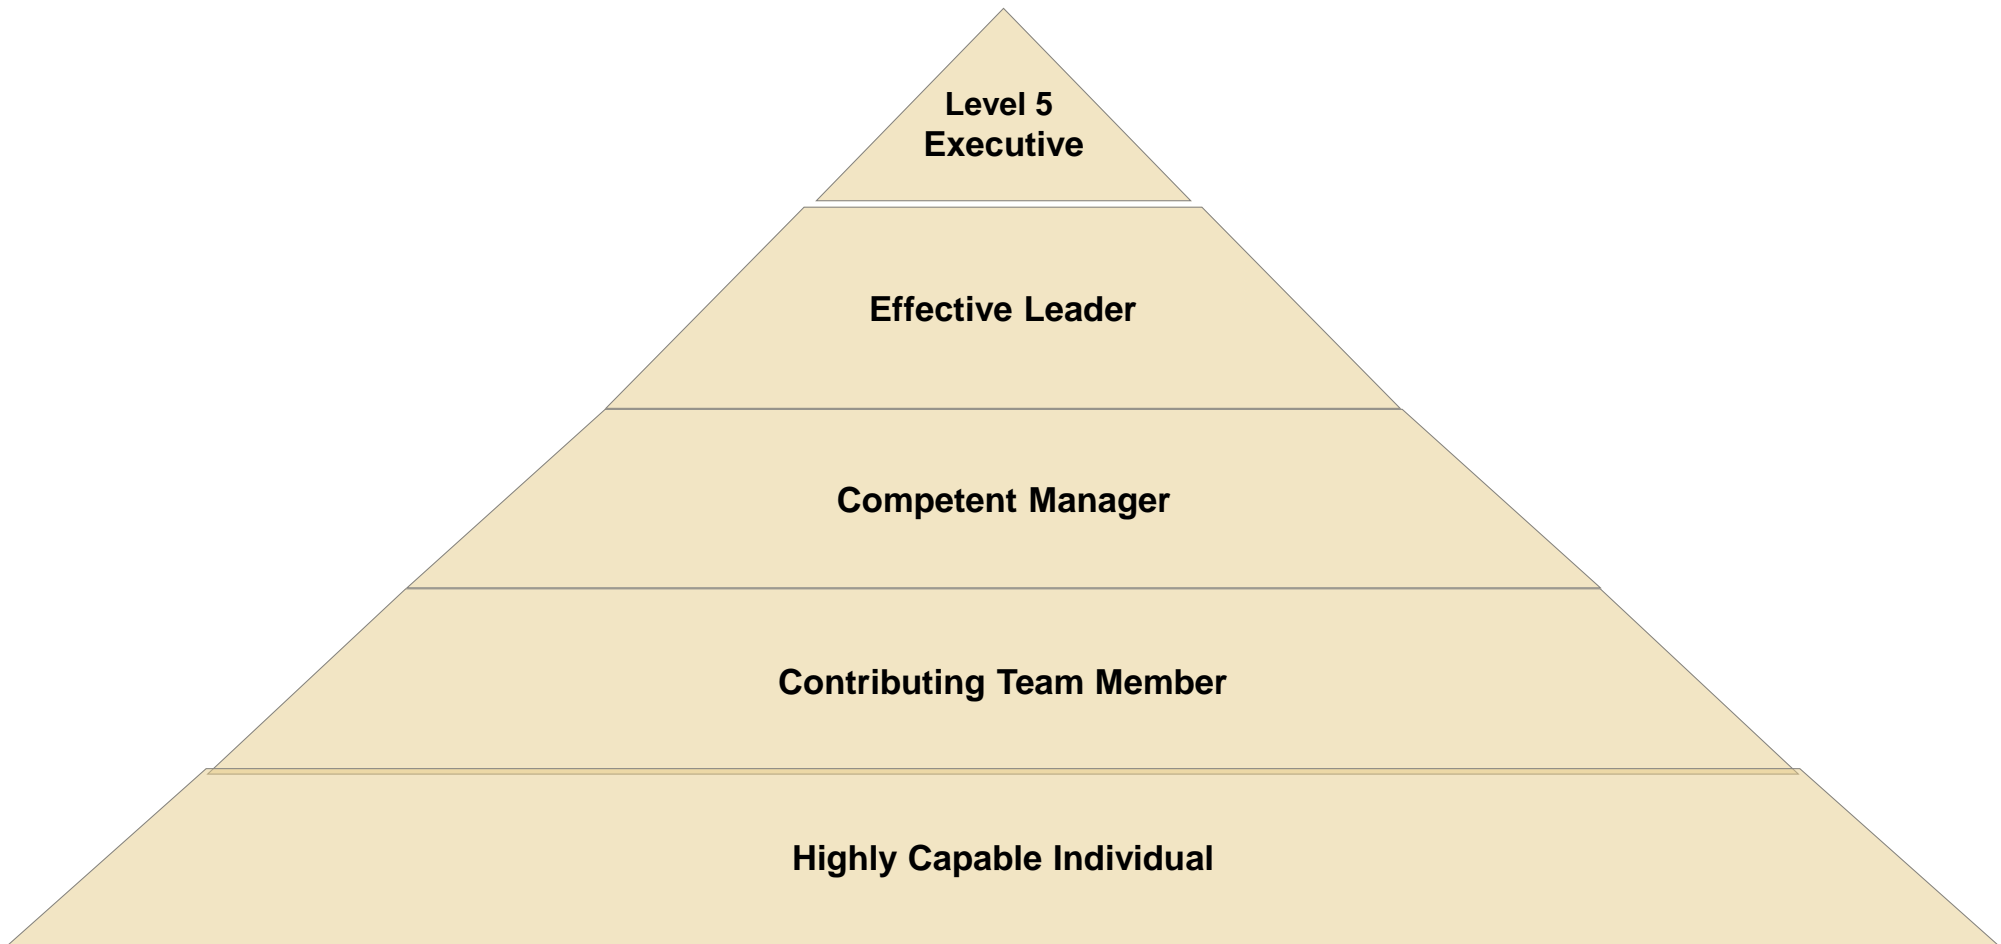 Level 5
Executive
Effective Leader
Competent Manager
Contributing Team Member
Highly Capable Individual